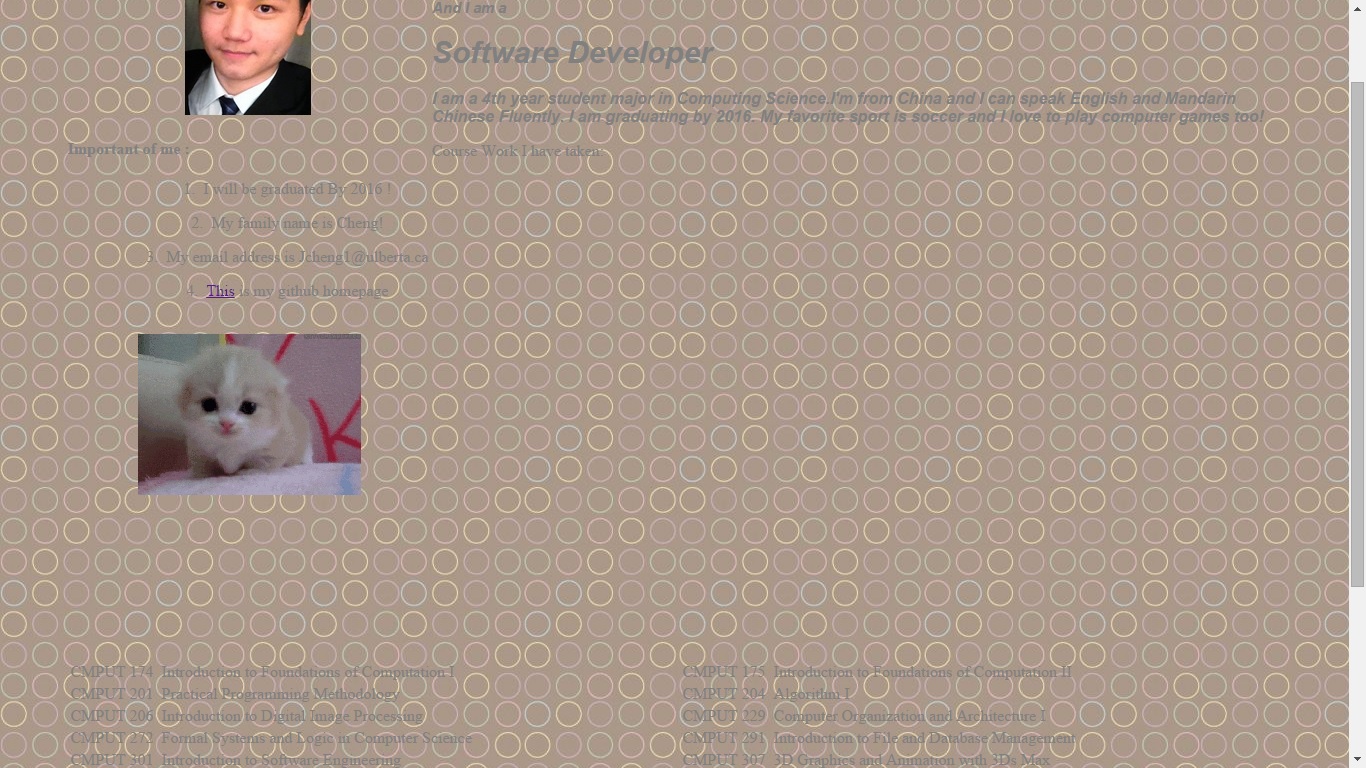 And I am a
Software Developer
I am a 4th year student major in Computing Science.I'm from China and I can speak English and Mandarin
Chinese Fluently. I am graduating by 2016. My favorite sport is soccer and I love to play computer games too!
Important of me :
Course Work I have taken:
1. I will be graduated By 2016 !
2. My family name is Cheng!
3. My email address is Jcheng1@ulberta.ca
4. This is my github homepage
CMPUT 174 Introduction to Foundations of Computation I
CMPUT 175 Introduction to Foundations of Computation II
CMPUT 201 Practical Programming Methodology
CMPUT 204 Algorithm I
CMPUT 206 Introduction to Digital Image Processing
CMPUT 229 Computer Organization and Architecture I
CMPUT 272 Formal Systems and Logic in Computer Science
CMPUT 291 Introduction to File and Database Management
CMPUT 301 Introduction to Software Engineering
CMPUT 307 3D Graphics and Animation with 3Ds Max